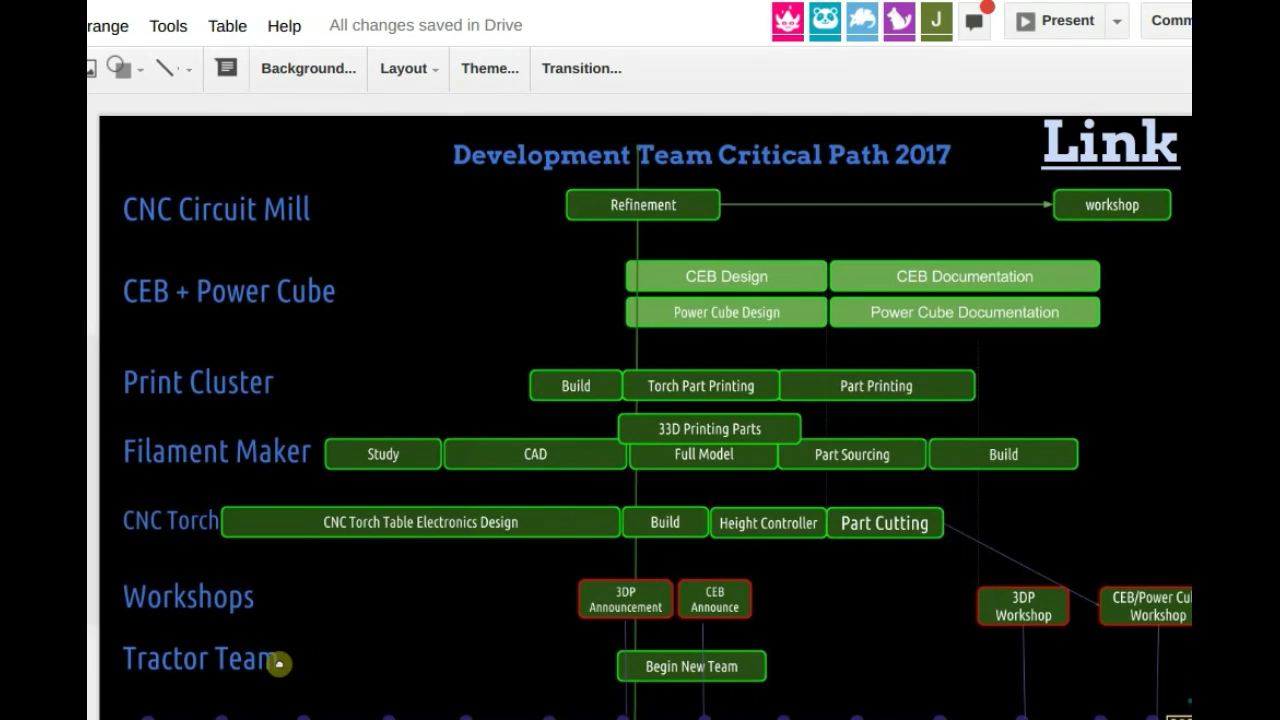 range Tools Table Help All changes saved in Drive J Present Comm
Background... Layout Theme... Transition...
Link
Development Team Critical Path 2017
CNC Circuit Mill Refinement workshop
CEB + Power Cube
CEB Design CEB Documentation
Power Cube Design Power Cube Documentation
Print Cluster Build Torch Part Printing Part Printing
33D Printing Parts
Filament Maker Study CAD Full Model Part Sourcing Build
CNC Torch CNC Torch Table Electronics Design Build Height Controller Part Cutting
Workshops
3DP
Announcement
CEB
Announce
3DP
Workshop
CEB/Power Cu
Workshop
Tractor Team Begin New Team